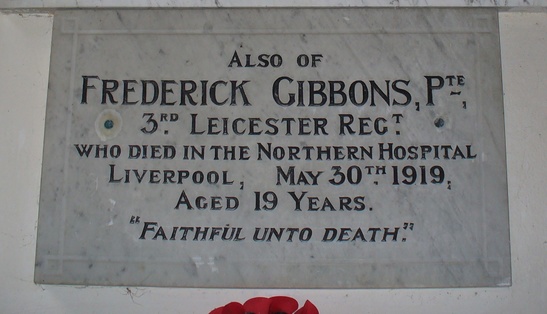 ALSO OF
FREDERICK GIBBONS, PTE,
3RD LEICESTER REGT
WHO DIED IN THE NORTHERN HOSPITAL
LIVERPOOL, MAY 30TH 1919,
AGED 19 YEARS.
"FAITHFUL UNTO DEATH."